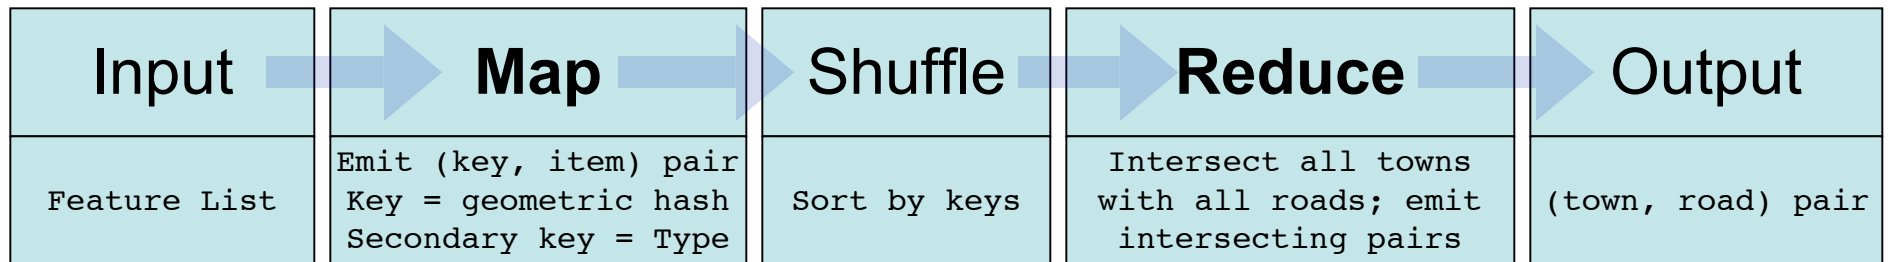 Input
Map
Shuffle
Reduce
Output
Feature List
Emit (key, item) pair
Key = geometric hash
Secondary key = Type
Sort by keys
Intersect all towns
with all roads; emit
intersecting pairs
(town, road) pair